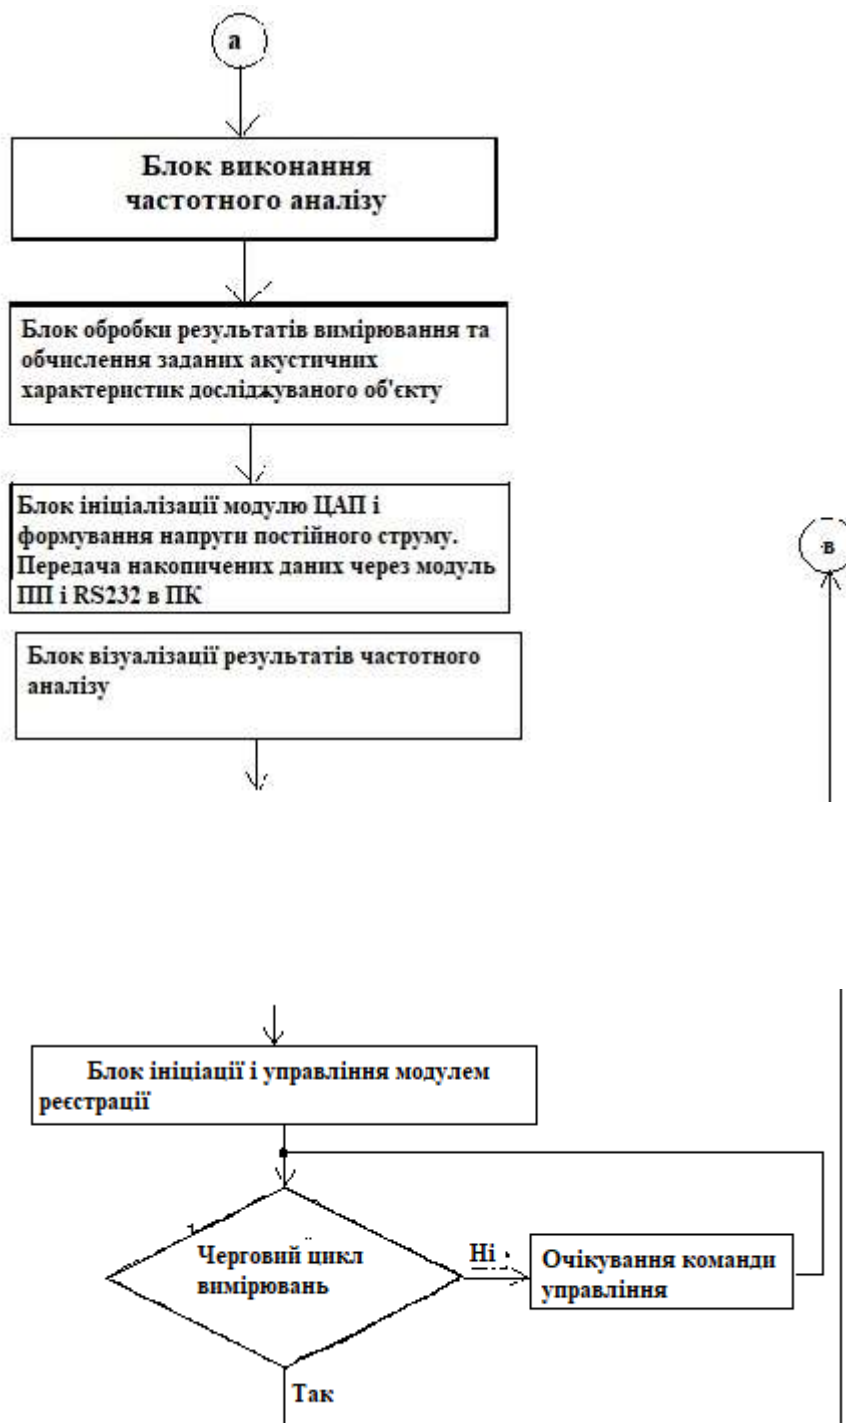 а
Блок виконання
частотного аналізу
Блок обробки результатів вимірювання та
обчислення заданих акустичних
характеристик досліджуваного об'єкту
Блок ініціалізації модулю ЦАП і
формування напруги постійного струму.
Передача накопичених даних через модуль
ПП і RS232 в ПК
в
Блок візуалізації результатів частотного
аналізу
Блок ініціації і управління модулем
реєстрації
Черговий цикл
вимірювань
Ні
Очікування команди
управління
Так